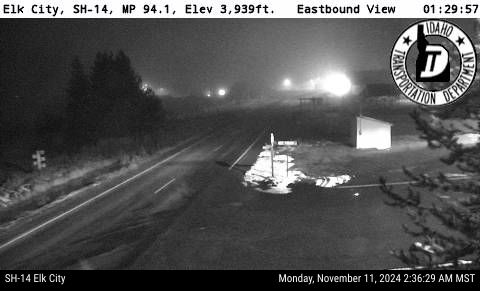 Elk City, SH-14, MP 94.1, Elev 3,939ft. Eastbound View 01:29:57
IDAHO
TRANSPORTATION DEPARTMENT
SH-14 Elk City Monday, November 11, 2024 2:36:29 AM MST